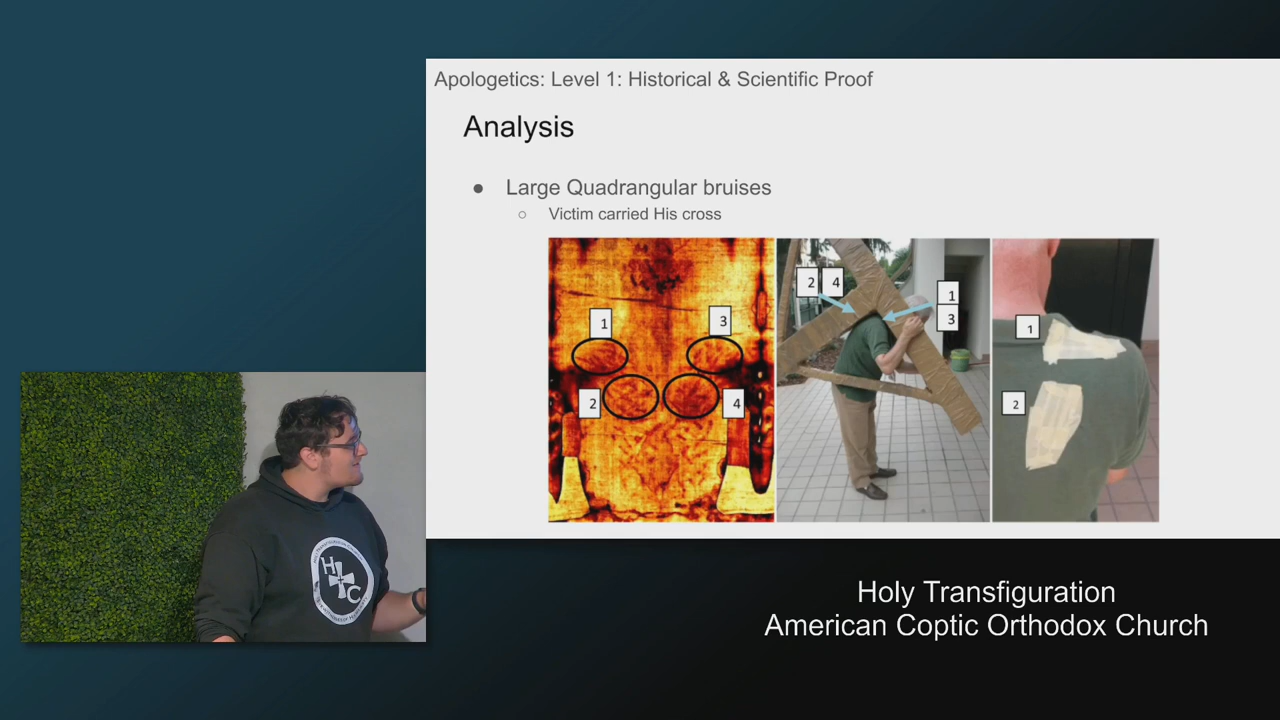 Apologetics: Level 1: Historical & Scientific Proof
Analysis
● Large Quadrangular bruises
○ Victim carried His cross
1
3
2
4
2 4
1
3
1
2
H
C
Holy Transfiguration
American Coptic Orthodox Church